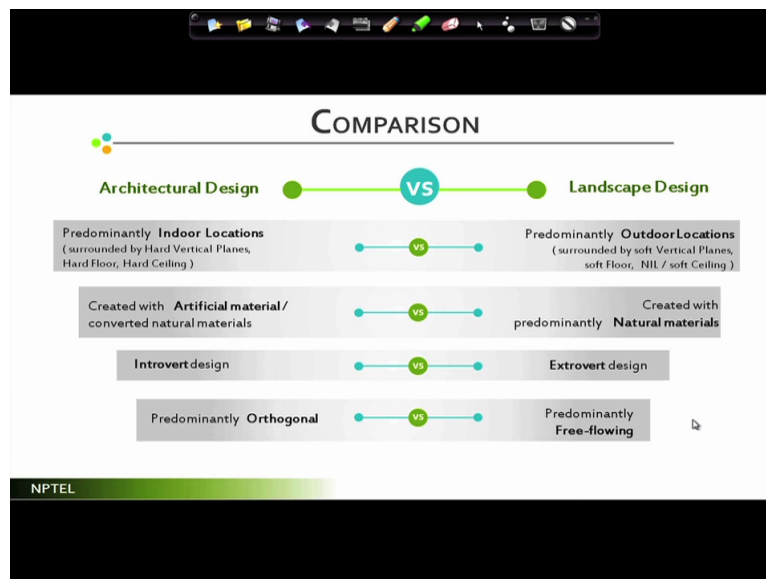 COMPARISON
Architectural Design VS Landscape Design
Predominantly Indoor Locations
( surrounded by Hard Vertical Planes,
Hard Floor, Hard Ceiling )
VS
Predominantly Outdoor Locations
( surrounded by soft Vertical Planes,
soft Floor, NIL / soft Ceiling )
Created with Artificial material /
converted natural materials
VS
Created with
predominantly Natural materials
Introvert design VS Extrovert design
Predominantly Orthogonal
VS
Predominantly
Free-flowing
NPTEL